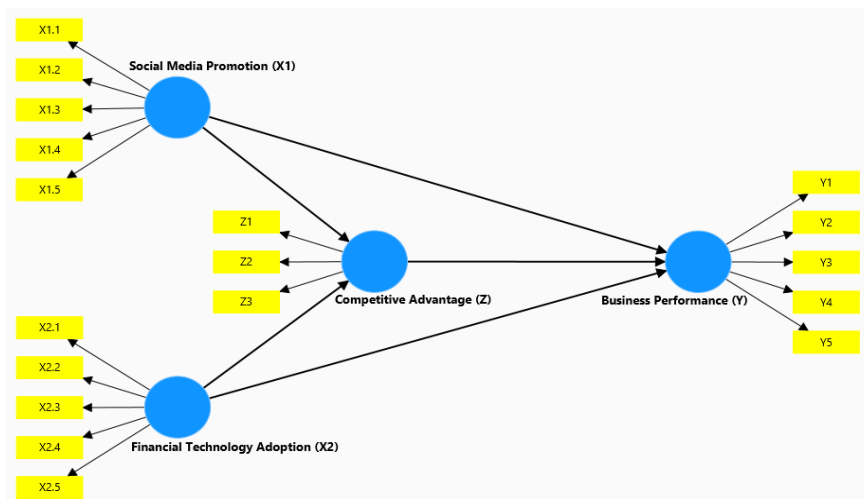 X1.1
Social Media Promotion (X1)
X1.2
X1.3
X1.4
X1.5
Z1
Z2
Z3
Competitive Advantage (Z)
Y1
Y2
Y3
Y4
Y5
Business Performance (Y)
X2.1
X2.2
X2.3
X2.4
X2.5
Financial Technology Adoption (X2)